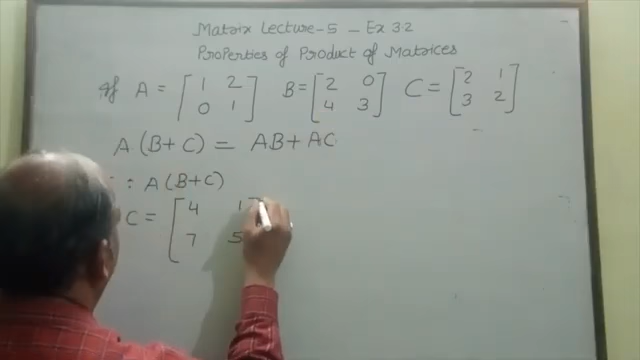 Matrix Lecture-5 - Ex 3.2
Properties of Product of Matrices
If A = [1 2 B = [2 0 C = [2 1
0 1] 4 3] 3 2]
A.(B+C) = AB+AC
∵ A(B+C)
C = [4 1
7 5